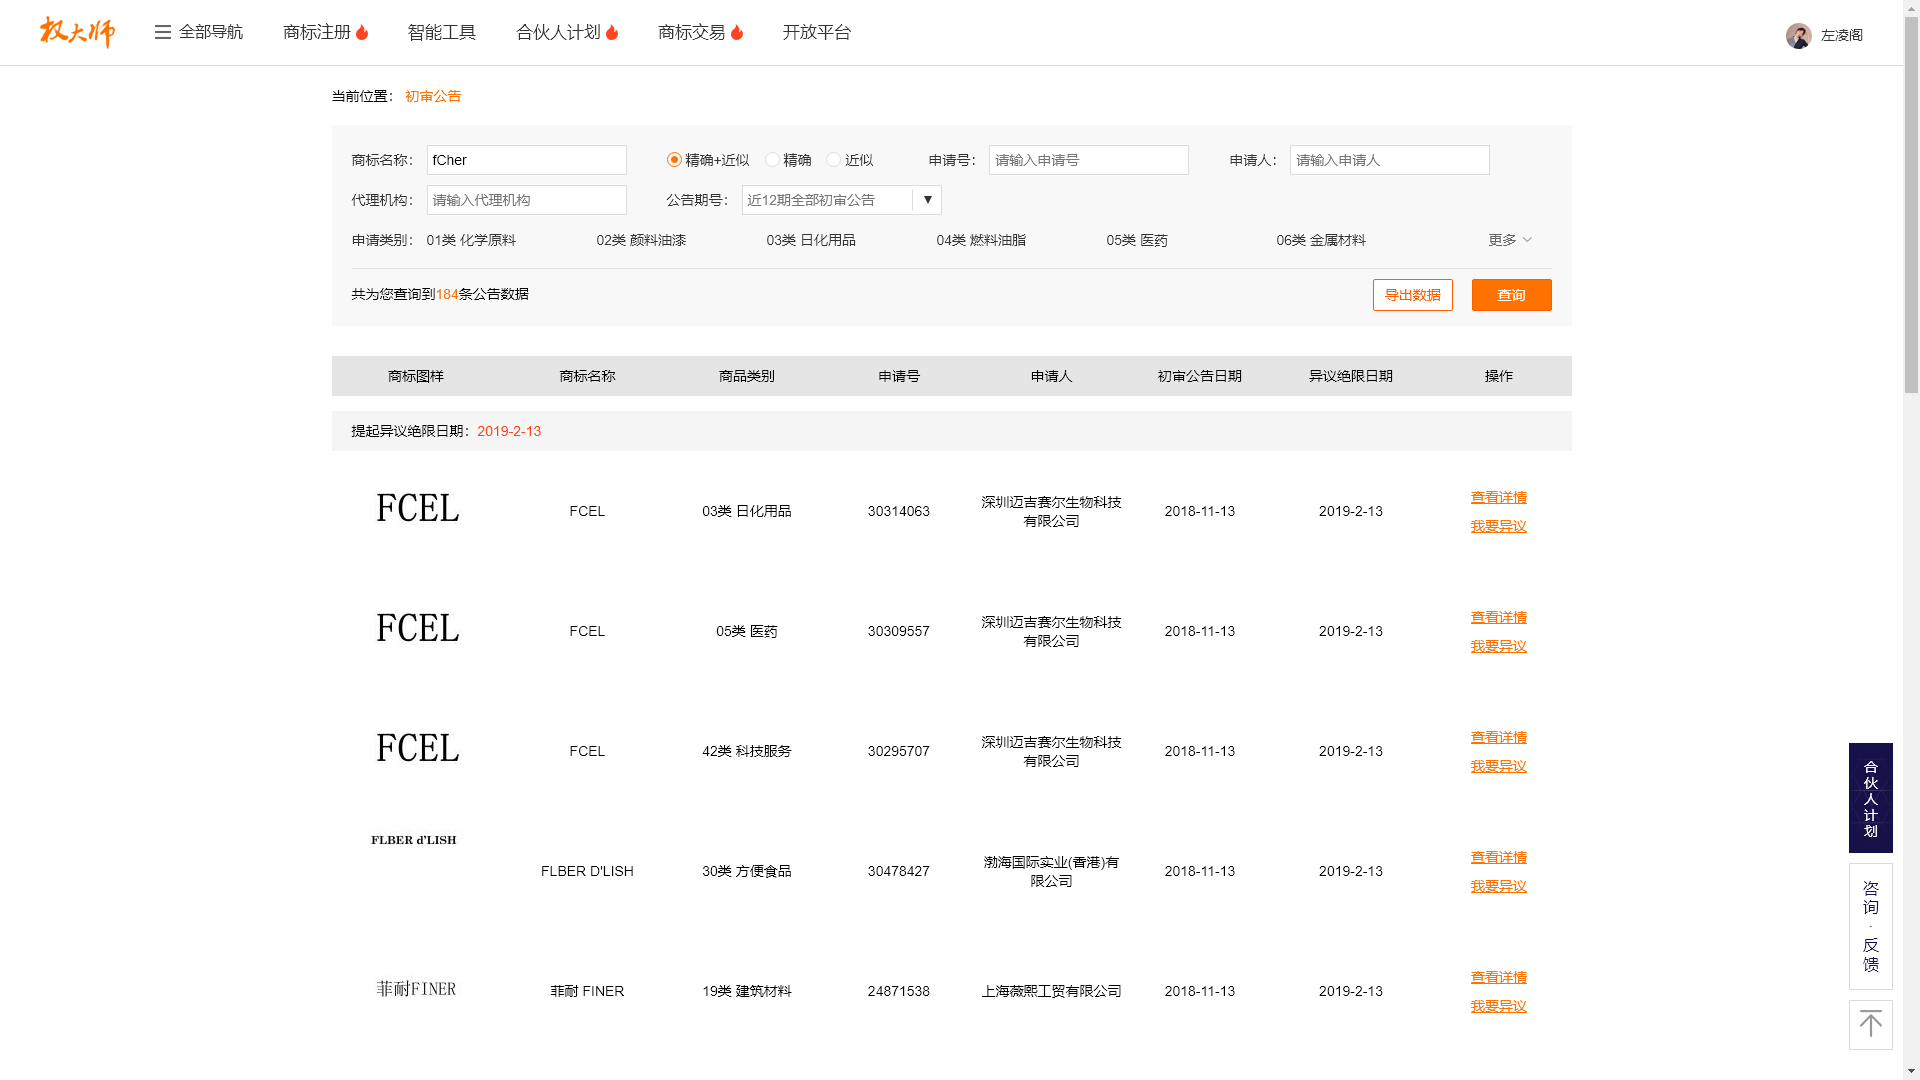 权大师 全部导航 商标注册 智能工具 合伙人计划 商标交易 开放平台 左凌阁
当前位置： 初审公告
商标名称： fCher 精确+近似 精确 近似 申请号： 请输入申请号 申请人： 请输入申请人
代理机构： 请输入代理机构 公告期号： 近12期全部初审公告 ▼
申请类别： 01类 化学原料 02类 颜料油漆 03类 日化用品 04类 燃料油脂 05类 医药 06类 金属材料 更多
共为您查询到184条公告数据 导出数据 查询
商标图样 商标名称 商品类别 申请号 申请人 初审公告日期 异议绝限日期 操作
提起异议绝限日期：2019-2-13
FCEL FCEL 03类 日化用品 30314063 深圳迈吉赛尔生物科技有限公司 2018-11-13 2019-2-13 查看详情 我要异议
FCEL FCEL 05类 医药 30309557 深圳迈吉赛尔生物科技有限公司 2018-11-13 2019-2-13 查看详情 我要异议
FCEL FCEL 42类 科技服务 30295707 深圳迈吉赛尔生物科技有限公司 2018-11-13 2019-2-13 查看详情 我要异议
FLBER d'LISH FLBER D'LISH 30类 方便食品 30478427 渤海国际实业(香港)有限公司 2018-11-13 2019-2-13 查看详情 我要异议
菲耐FINER 菲耐 FINER 19类 建筑材料 24871538 上海薇熙工贸有限公司 2018-11-13 2019-2-13 查看详情 我要异议
合伙人计划
咨询·反馈